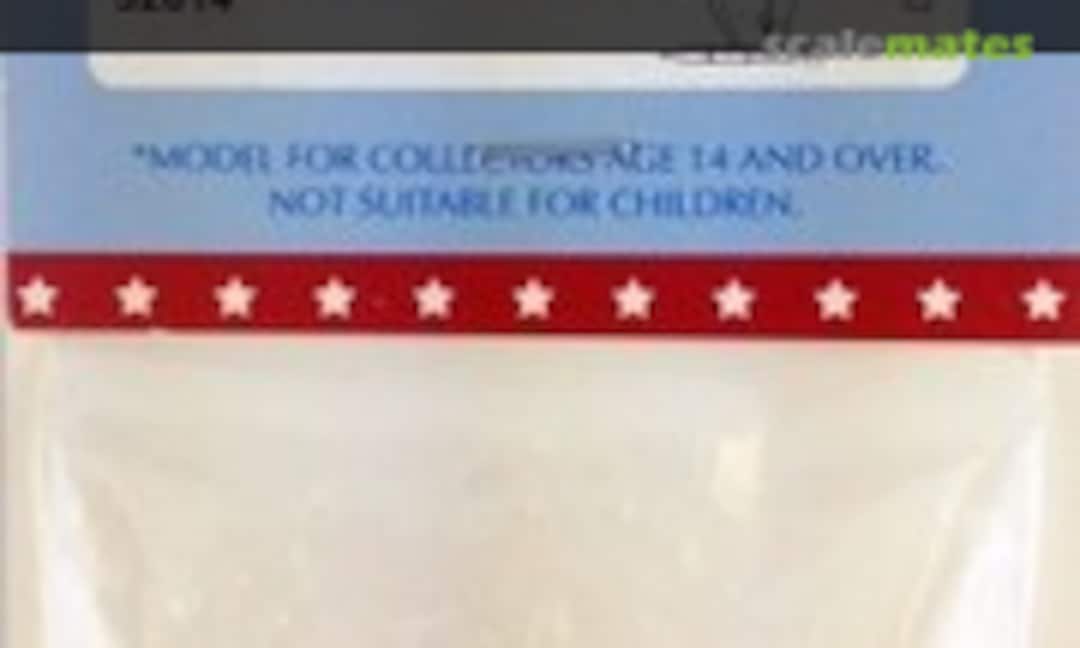 scalemates
*MODEL FOR COLLECTORS AGE 14 AND OVER.
NOT SUITABLE FOR CHILDREN.